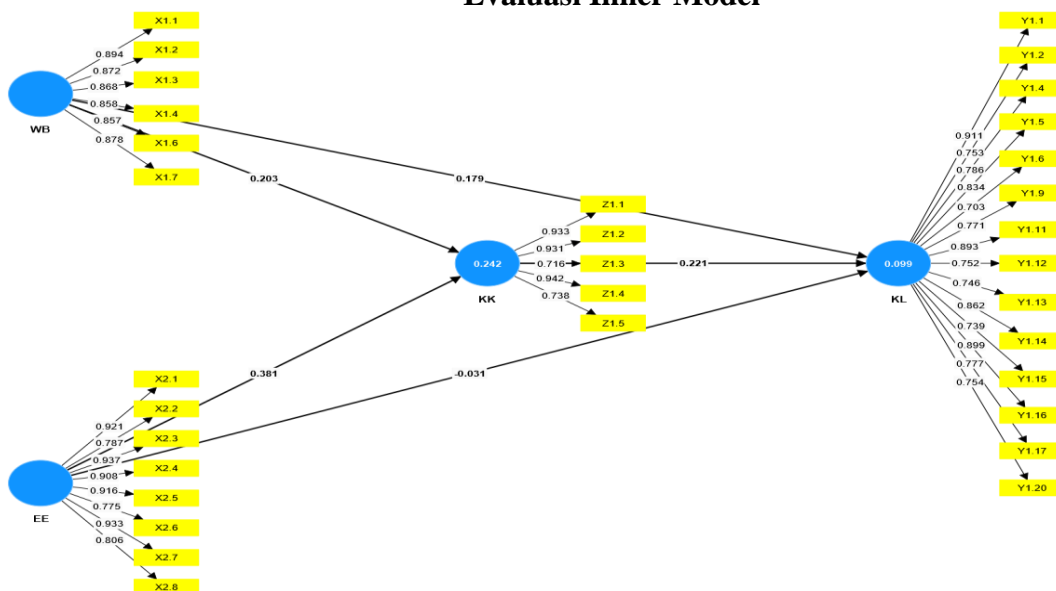 Evaluasi Inner Model
X1.1
X1.2
X1.3
X1.4
X1.6
X1.7
0.894
0.872
0.868
0.858
0.857
0.878
WB
0.203
0.179
Z1.1
Z1.2
Z1.3
Z1.4
Z1.5
0.933
0.931
0.716
0.942
0.738
0.242
KK
0.221
0.099
KL
0.381
-0.031
X2.1
X2.2
X2.3
X2.4
X2.5
X2.6
X2.7
X2.8
0.921
0.787
0.937
0.908
0.916
0.775
0.933
0.806
EE
Y1.1
Y1.2
Y1.4
Y1.5
Y1.6
Y1.9
Y1.11
Y1.12
Y1.13
Y1.14
Y1.15
Y1.16
Y1.17
Y1.20
0.911
0.753
0.786
0.834
0.703
0.771
0.893
0.752
0.746
0.862
0.739
0.899
0.777
0.754